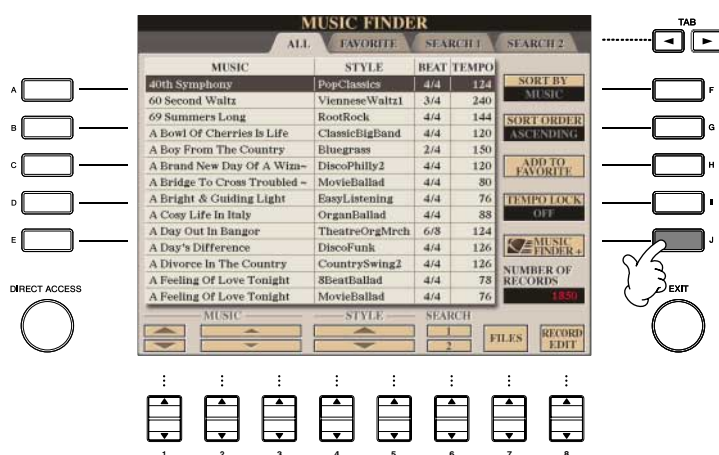 MUSIC FINDER
ALL FAVORITE SEARCH 1 SEARCH 2
TAB
MUSIC STYLE BEAT TEMPO
40th Symphony PopClassics 4/4 124
60 Second Waltz VienneseWaltz1 3/4 240
69 Summers Long RootRock 4/4 144
A Bowl Of Cherries Is Life ClassicBigBand 4/4 120
A Boy From The Country Bluegrass 2/4 150
A Brand New Day Of A Wiza~ DiscoPhilly2 4/4 120
A Bridge To Cross Troubled ~ MovieBallad 4/4 80
A Bright & Guiding Light EasyListening 4/4 76
A Cosy Life In Italy OrganBallad 4/4 88
A Day Out In Bangor TheatreOrgMrch 6/8 124
A Day's Difference DiscoFunk 4/4 126
A Divorce In The Country CountrySwing2 4/4 126
A Feeling Of Love Tonight 8BeatBallad 4/4 78
A Feeling Of Love Tonight MovieBallad 4/4 76
SORT BY
MUSIC
SORT ORDER
ASCENDING
ADD TO
FAVORITE
TEMPO LOCK
OFF
MUSIC
FINDER+
NUMBER OF
RECORDS
1850
A
B
C
D
E
F
G
H
I
J
DIRECT ACCESS
EXIT
MUSIC STYLE SEARCH
1
2
FILES
RECORD
EDIT
1 2 3 4 5 6 7 8